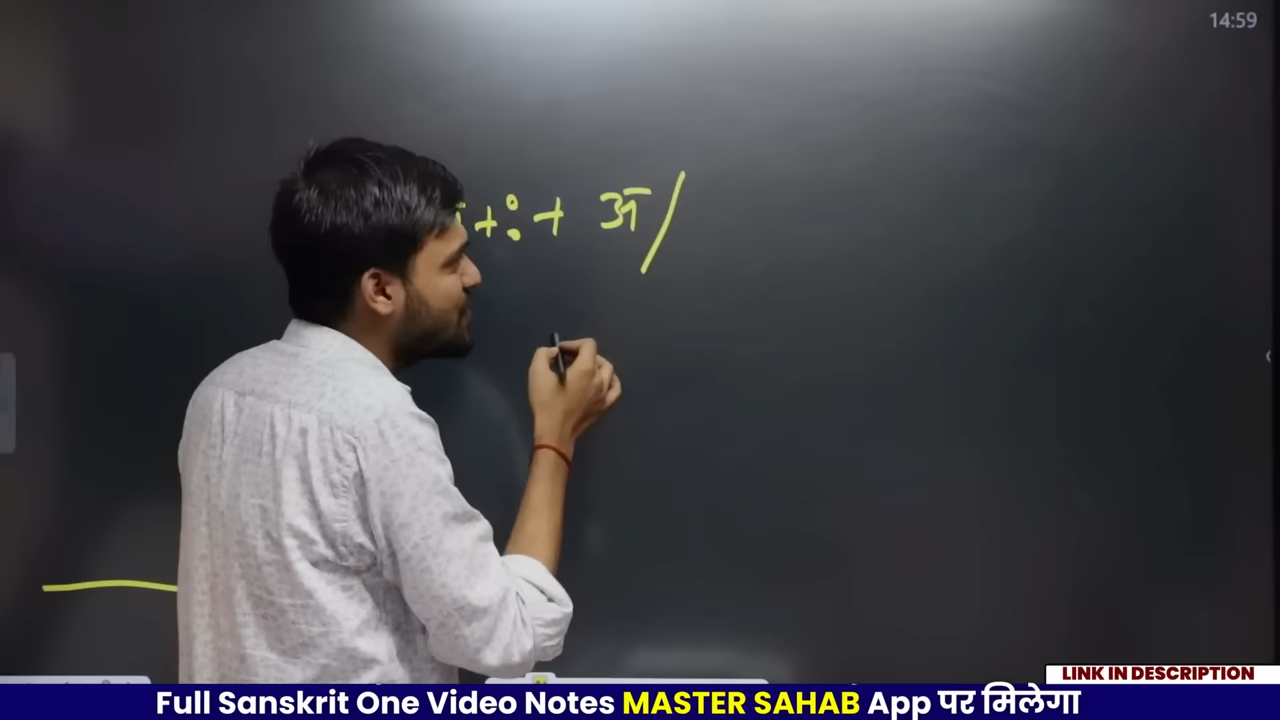 14:59
+ : + अ /
LINK IN DESCRIPTION
Full Sanskrit One Video Notes MASTER SAHAB App पर मिलेगा